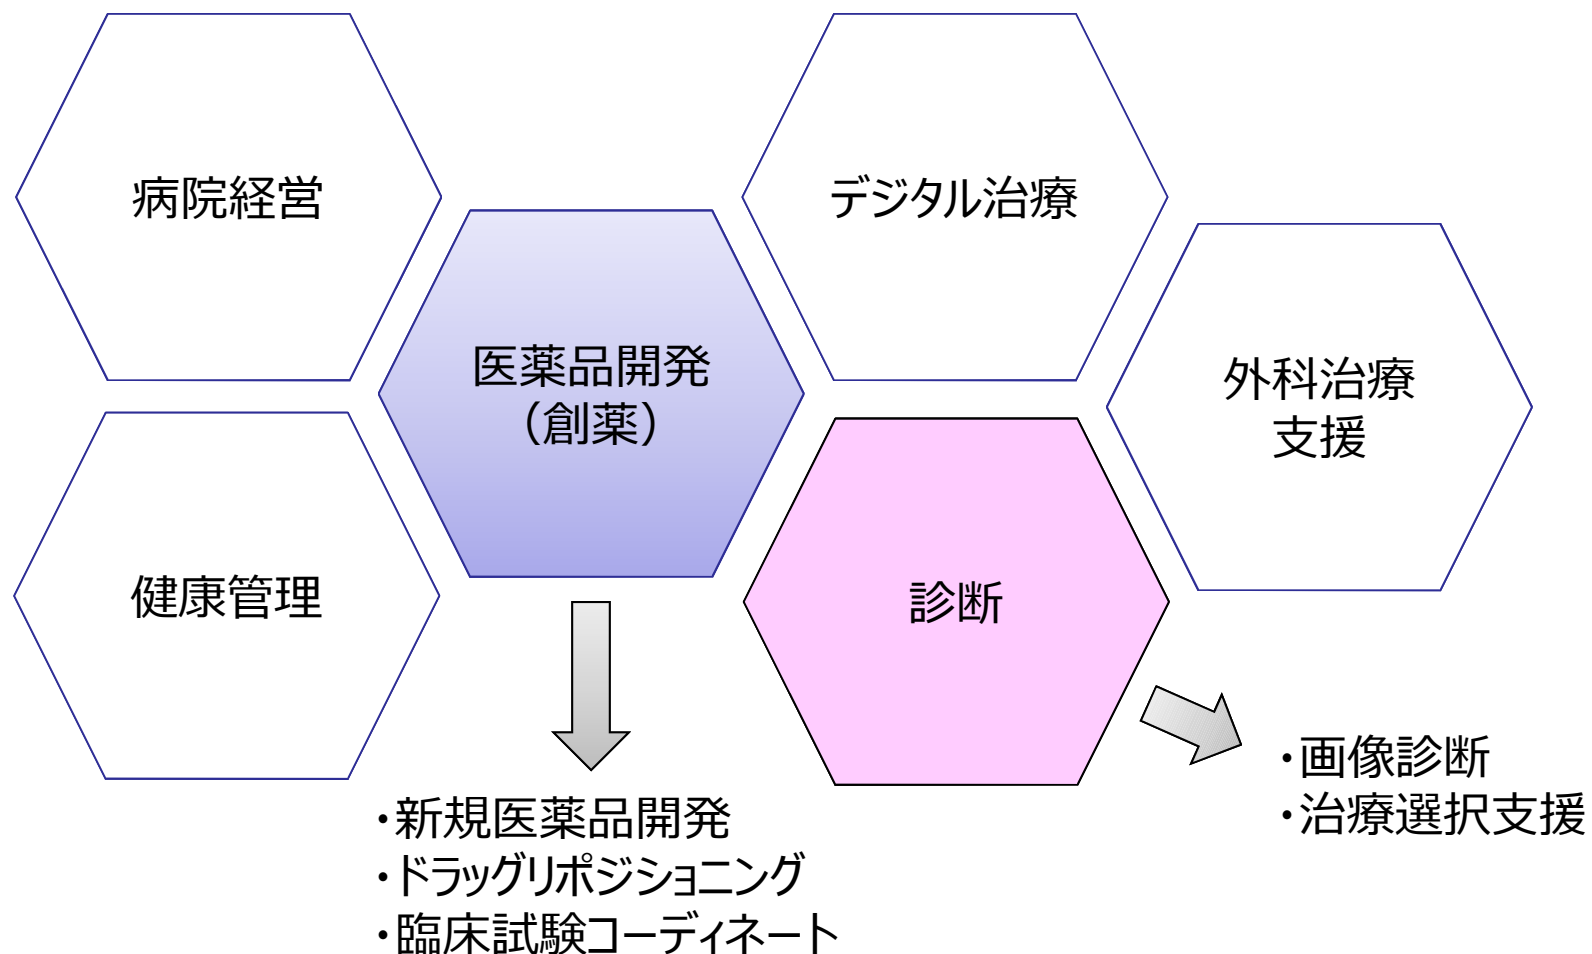 病院経営
デジタル治療
医薬品開発
（創薬）
外科治療
支援
健康管理
診断
・画像診断
・治療選択支援
・新規医薬品開発
・ドラッグリポジショニング
・臨床試験コーディネート